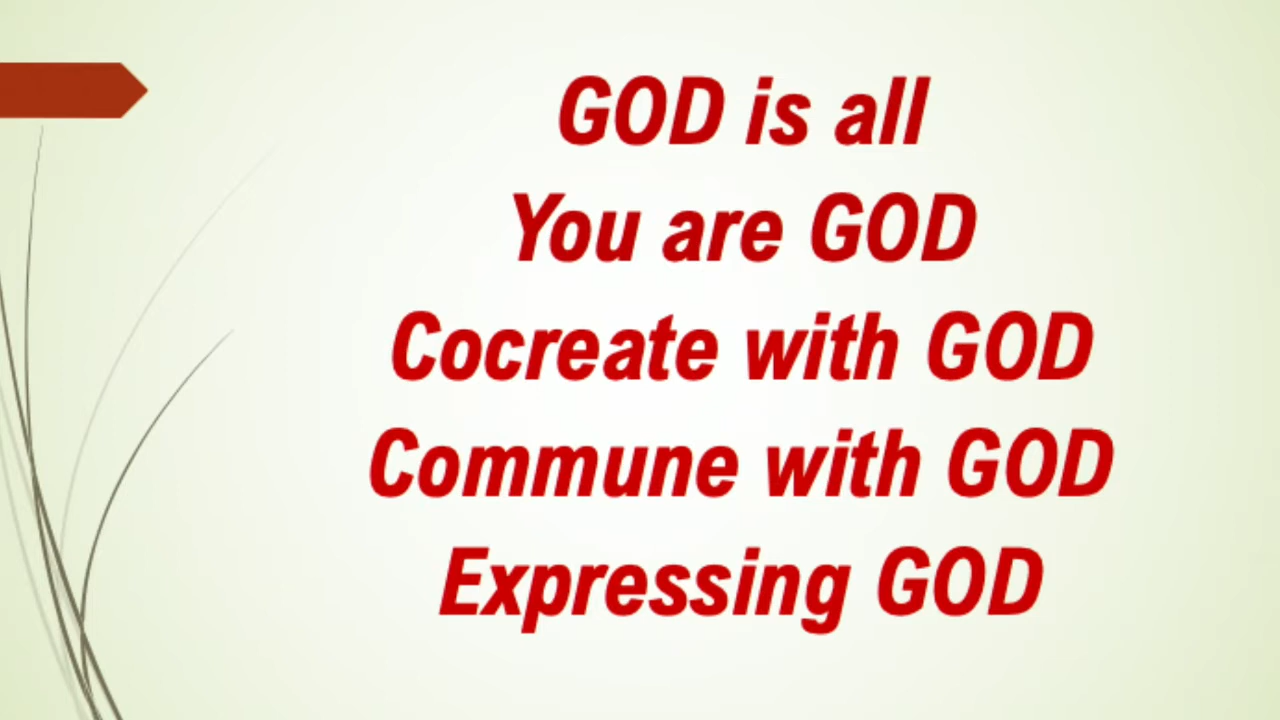 GOD is all
You are GOD
Cocreate with GOD
Commune with GOD
Expressing GOD